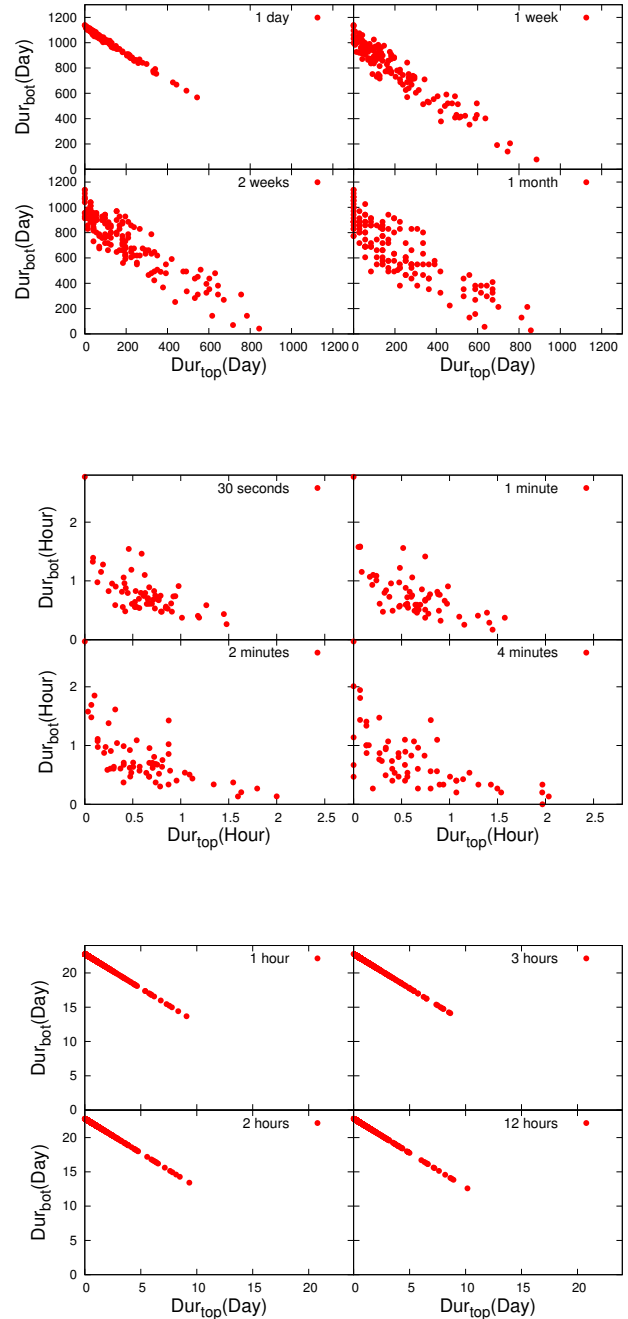 1200 1 day 1 week
1000
800
600
400
200
0
Dur_bot(Day)
1200 2 weeks 1 month
1000
800
600
400
200
0
Dur_bot(Day)
0 200 400 600 800 1000 1200 0 200 400 600 800 1000 1200
Dur_top(Day) Dur_top(Day)
30 seconds 1 minute
2
1
0
Dur_bot(Hour)
2 minutes 4 minutes
2
1
0
Dur_bot(Hour)
0 0.5 1 1.5 2 2.5 0 0.5 1 1.5 2 2.5
Dur_top(Hour) Dur_top(Hour)
1 hour 3 hours
20
15
10
5
0
Dur_bot(Day)
2 hours 12 hours
20
15
10
5
0
Dur_bot(Day)
0 5 10 15 20 0 5 10 15 20
Dur_top(Day) Dur_top(Day)